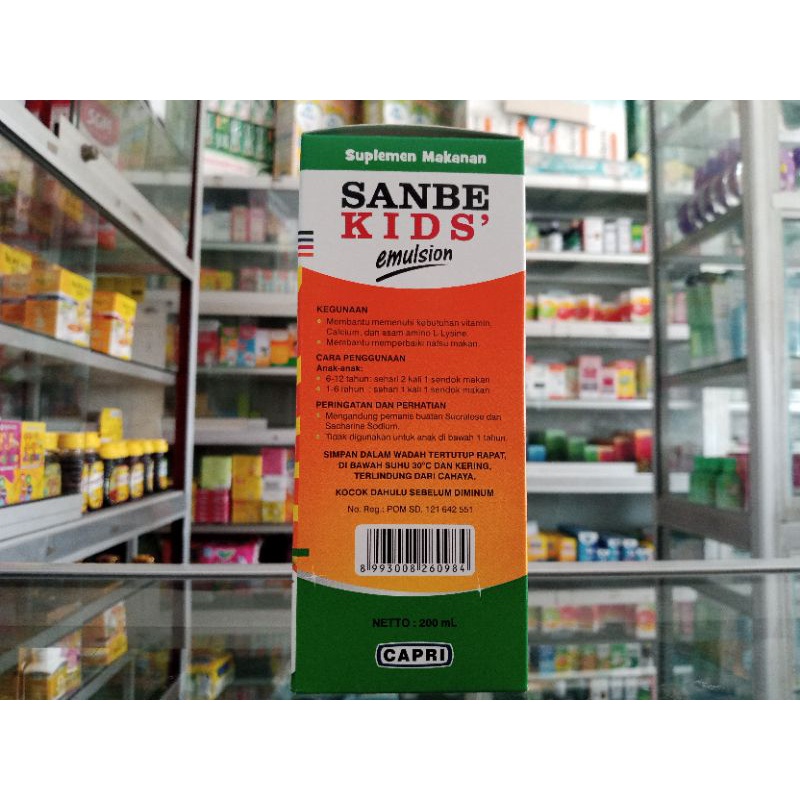 Suplemen Makanan
SANBE
KIDS'
emulsion
KEGUNAAN
• Membantu memenuhi kebutuhan vitamin,
Calcium, dan asam amino L Lysine.
• Membantu memperbaiki nafsu makan.
CARA PENGGUNAAN
Anak-anak:
• 6-12 tahun: sehari 2 kali 1 sendok makan
• 1-6 tahun : sehari 1 kali 1 sendok makan
PERINGATAN DAN PERHATIAN
• Mengandung pemanis buatan Sucralose dan
Sacharine Sodium.
• Tidak digunakan untuk anak di bawah 1 tahun.
SIMPAN DALAM WADAH TERTUTUP RAPAT,
DI BAWAH SUHU 30°C DAN KERING,
TERLINDUNG DARI CAHAYA.
KOCOK DAHULU SEBELUM DIMINUM
No. Reg.: POM SD. 121 642 551
8 993008 260984
NETTO : 200 mL
CAPRI